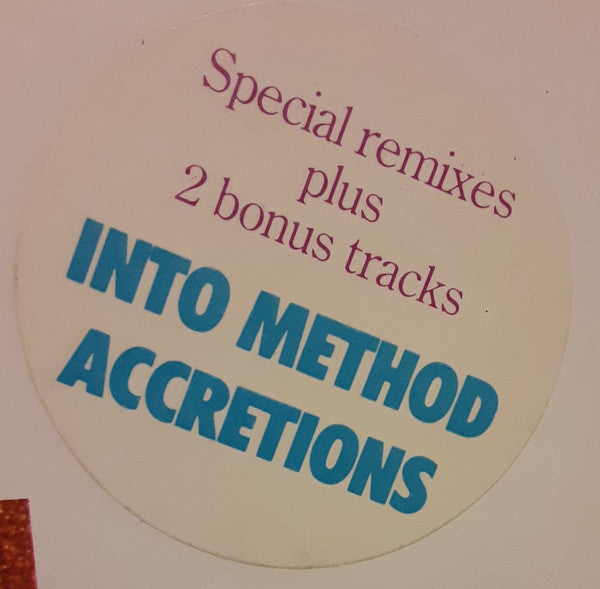 Special remixes
plus
2 bonus tracks
INTO METHOD
ACCRETIONS